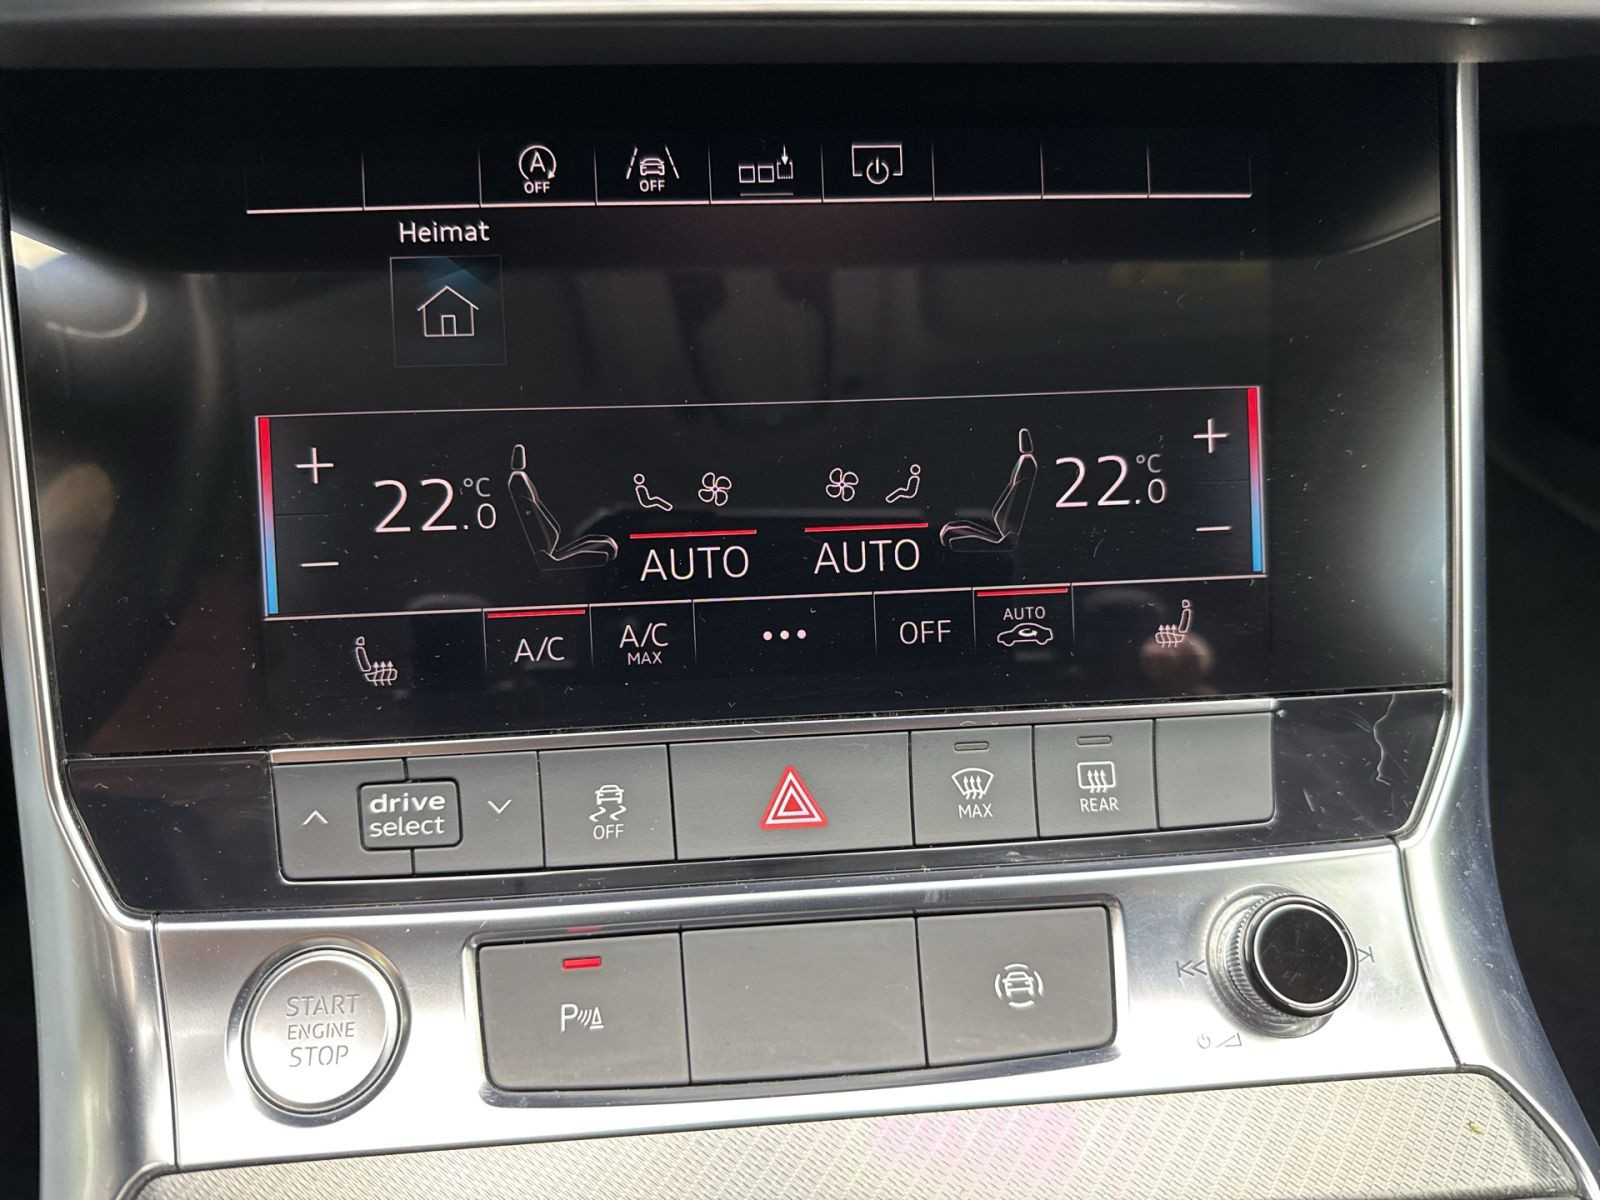 A
OFF
OFF
Heimat
+
22.0 °C
22.0 °C
+
−
AUTO
AUTO
−
A/C
A/C
MAX
•••
OFF
AUTO
drive
select
OFF
MAX
REAR
START
ENGINE
STOP
P